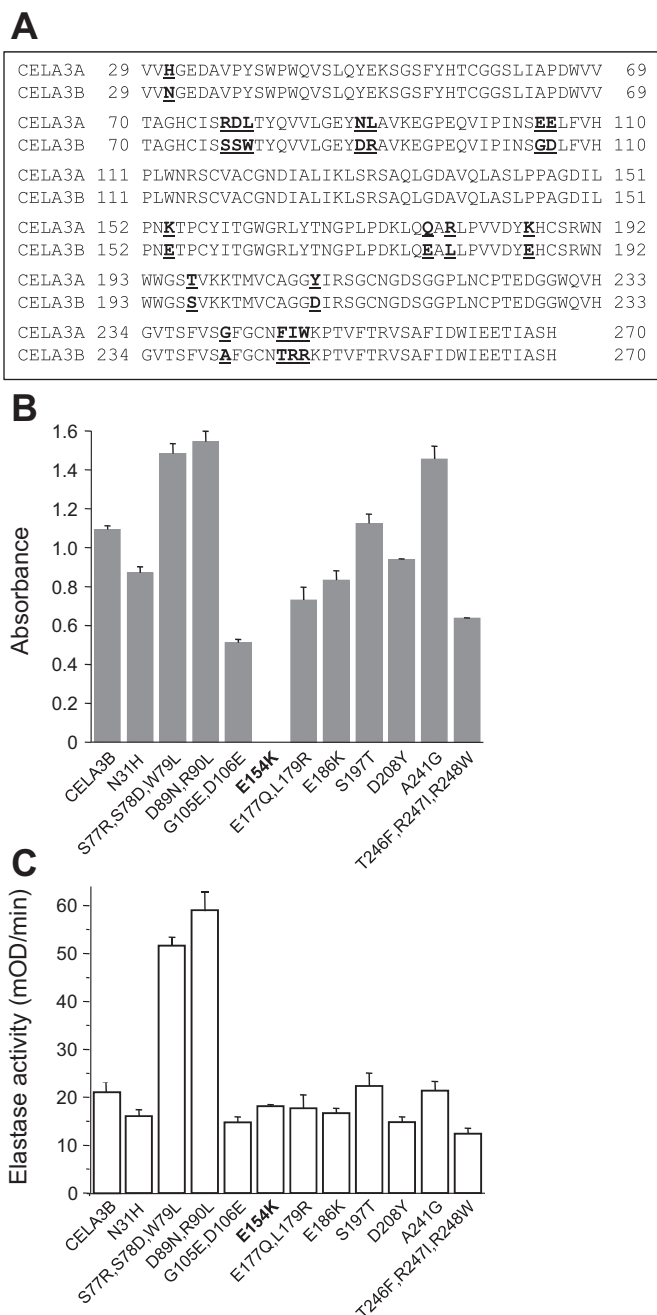 A
CELA3A 29 VVHGEDAVPYSWPWQVSLQYEKSGSFYHTCGGSLIAPDWVV 69
CELA3B 29 VVNGEDAVPYSWPWQVSLQYEKSGSFYHTCGGSLIAPDWVV 69
CELA3A 70 TAGHCISRDLTYQVVLGEYNLAVKEGPEQVIPINSEELFVH 110
CELA3B 70 TAGHCISSSWTYQVVLGEYDRAVKEGPEQVIPINSGDLFVH 110
CELA3A 111 PLWNRSCVACGNDIALIKLSRSAQLGDAVQLASLPPAGDIL 151
CELA3B 111 PLWNRSCVACGNDIALIKLSRSAQLGDAVQLASLPPAGDIL 151
CELA3A 152 PNKTPCYITGWGRLYTNGPLPDKLQQARLPVVDYKHCSRWN 192
CELA3B 152 PNETPCYITGWGRLYTNGPLPDKLQEALLPVVDYEHCSRWN 192
CELA3A 193 WWGSTVKKTMVCAGGYIRSGCNGDSGGPLNCPTEDGGWQVH 233
CELA3B 193 WWGSSVKKTMVCAGGDIRSGCNGDSGGPLNCPTEDGGWQVH 233
CELA3A 234 GVTSFVSGFGCNFIWKPTVFTRVSAFIDWIEETIASH 270
CELA3B 234 GVTSFVSAFGCNTRRKPTVFTRVSAFIDWIEETIASH 270
B
Absorbance
1.6
1.4
1.2
1.0
0.8
0.6
0.4
0.2
0
CELA3B
N31H
S77R,S78D,W79L
D89N,R90L
G105E,D106E
E154K
E177Q,L179R
E186K
S197T
D208Y
A241G
T246F,R247I,R248W
C
Elastase activity (mOD/min)
60
50
40
30
20
10
0
CELA3B
N31H
S77R,S78D,W79L
D89N,R90L
G105E,D106E
E154K
E177Q,L179R
E186K
S197T
D208Y
A241G
T246F,R247I,R248W